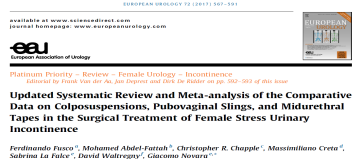 EUROPEAN UROLOGY 72 (2017) 567–591
available at www.sciencedirect.com
journal homepage: www.europeanurology.com
EUROPEAN
UROLOGY
eau
European Association of Urology
Platinum Priority – Review – Female Urology – Incontinence
Editorial by Frank Van der Aa, Jan Deprest and Dirk De Ridder on pp. 592–593 of this issue
Updated Systematic Review and Meta-analysis of the Comparative
Data on Colposuspensions, Pubovaginal Slings, and Midurethral
Tapes in the Surgical Treatment of Female Stress Urinary
Incontinence
Ferdinando Fusco a, Mohamed Abdel-Fattah b, Christopher R. Chapple c, Massimiliano Creta d,
Sabrina La Falce e, David Waltregny f, Giacomo Novara g,*